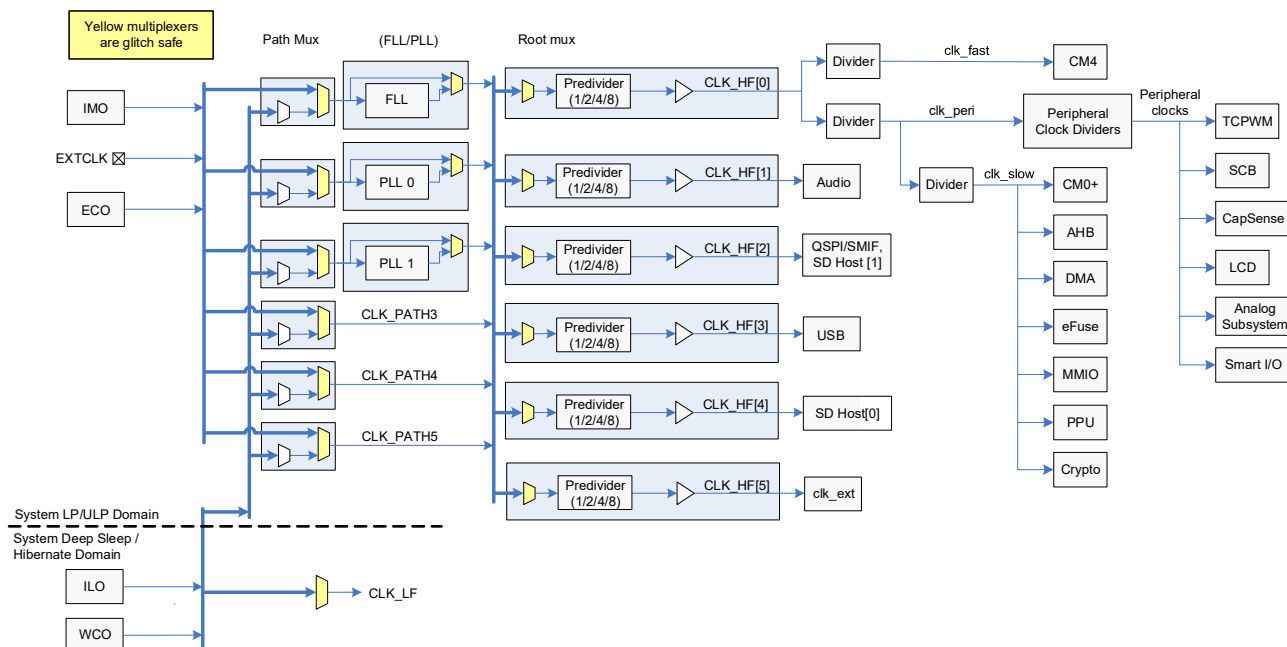 Yellow multiplexers
are glitch safe
Path Mux
(FLL/PLL)
Root mux
IMO
EXTCLK
ECO
FLL
PLL 0
PLL 1
CLK_PATH3
CLK_PATH4
CLK_PATH5
Predivider
(1/2/4/8)
CLK_HF[0]
Predivider
(1/2/4/8)
CLK_HF[1]
Audio
Predivider
(1/2/4/8)
CLK_HF[2]
QSPI/SMIF,
SD Host [1]
Predivider
(1/2/4/8)
CLK_HF[3]
USB
Predivider
(1/2/4/8)
CLK_HF[4]
SD Host[0]
Predivider
(1/2/4/8)
CLK_HF[5]
clk_ext
Divider
clk_fast
CM4
Divider
clk_peri
Peripheral
Clock Dividers
Peripheral
clocks
Divider
clk_slow
CM0+
AHB
DMA
eFuse
MMIO
PPU
Crypto
TCPWM
SCB
CapSense
LCD
Analog
Subsystem
Smart I/O
System LP/ULP Domain
System Deep Sleep /
Hibernate Domain
ILO
WCO
CLK_LF